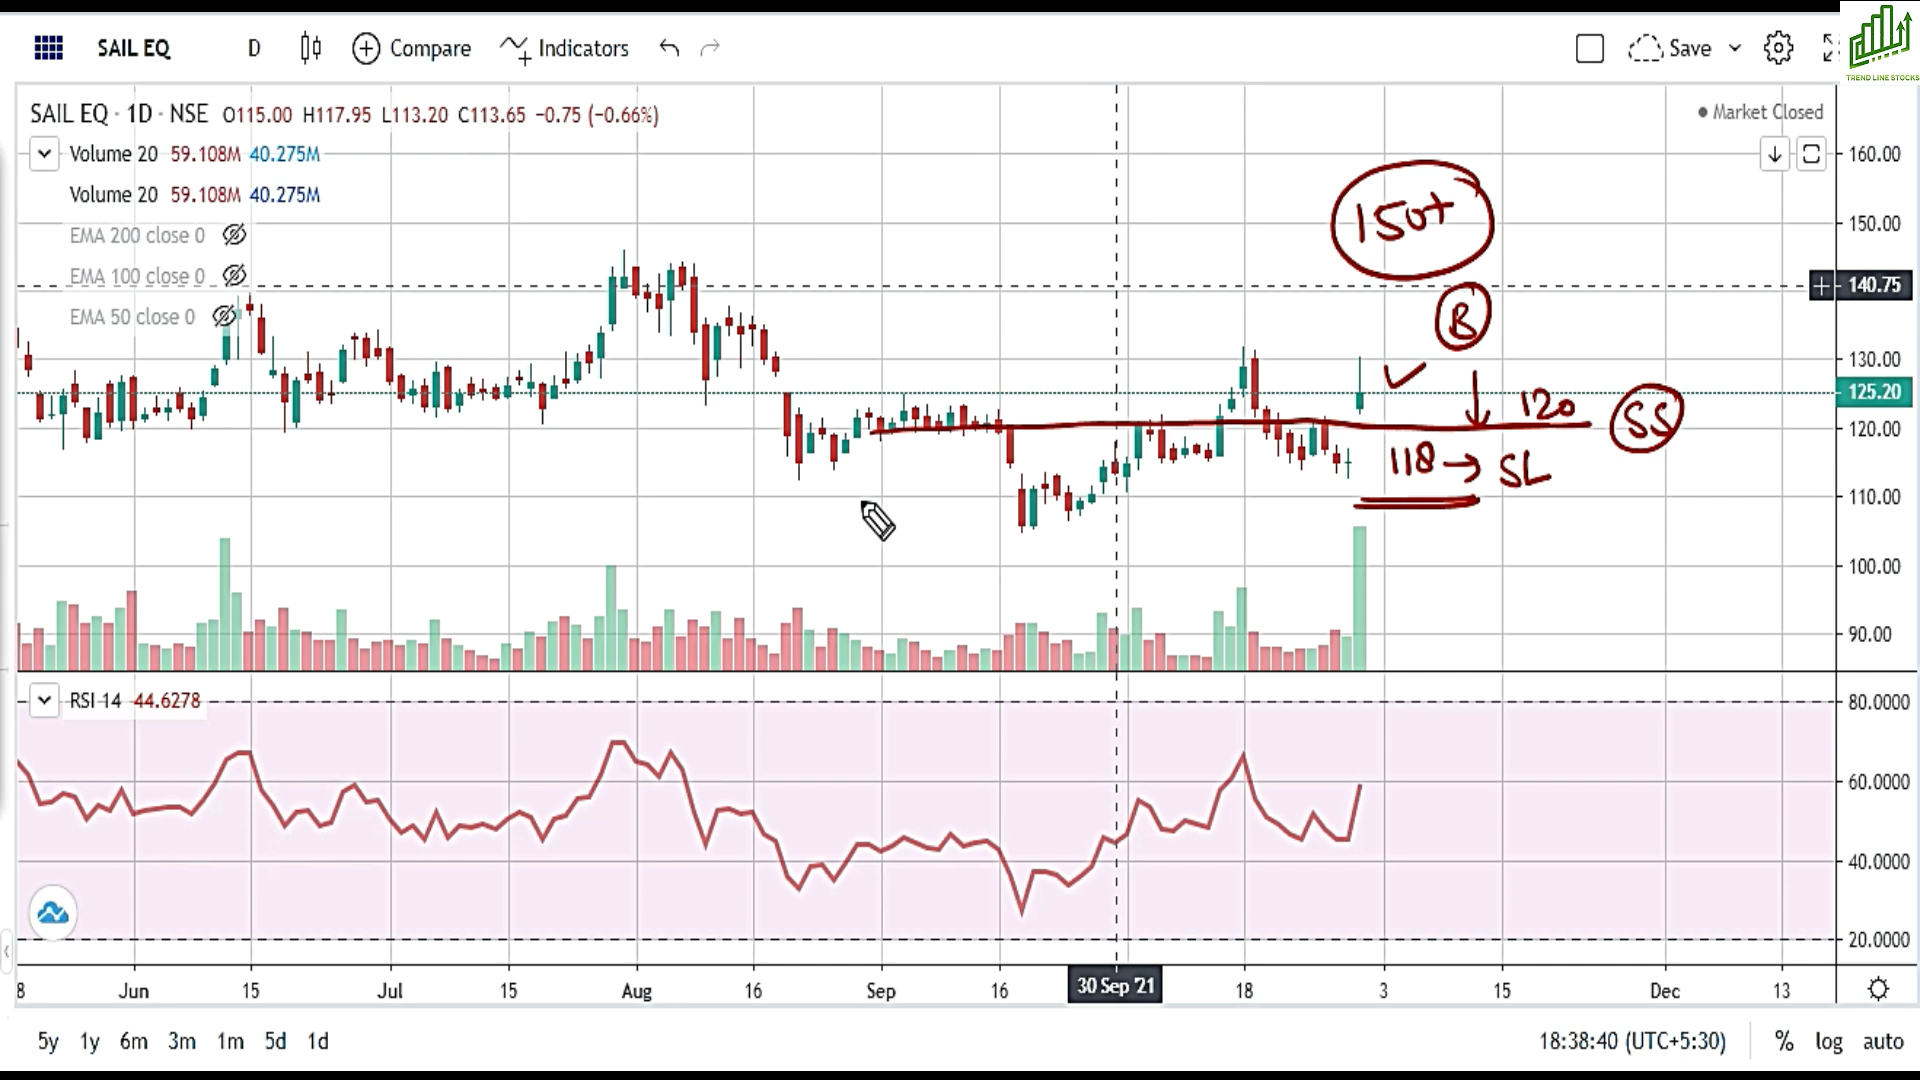 SAIL EQ D Compare Indicators Save
TREND LINE STOCKS
SAIL EQ · 1D · NSE O115.00 H117.95 L113.20 C113.65 −0.75 (−0.66%)
Market Closed
Volume 20 59.108M 40.275M
Volume 20 59.108M 40.275M
EMA 200 close 0
EMA 100 close 0
EMA 50 close 0
160.00
150.00
140.75
130.00
125.20
120.00
110.00
100.00
90.00
150+
B
120
SS
118 → SL
RSI 14 44.6278
80.0000
60.0000
40.0000
20.0000
8 Jun 15 Jul 15 Aug 16 Sep 16 30 Sep '21 18 3 15 Dec 13
5y 1y 6m 3m 1m 5d 1d 18:38:40 (UTC+5:30) % log auto